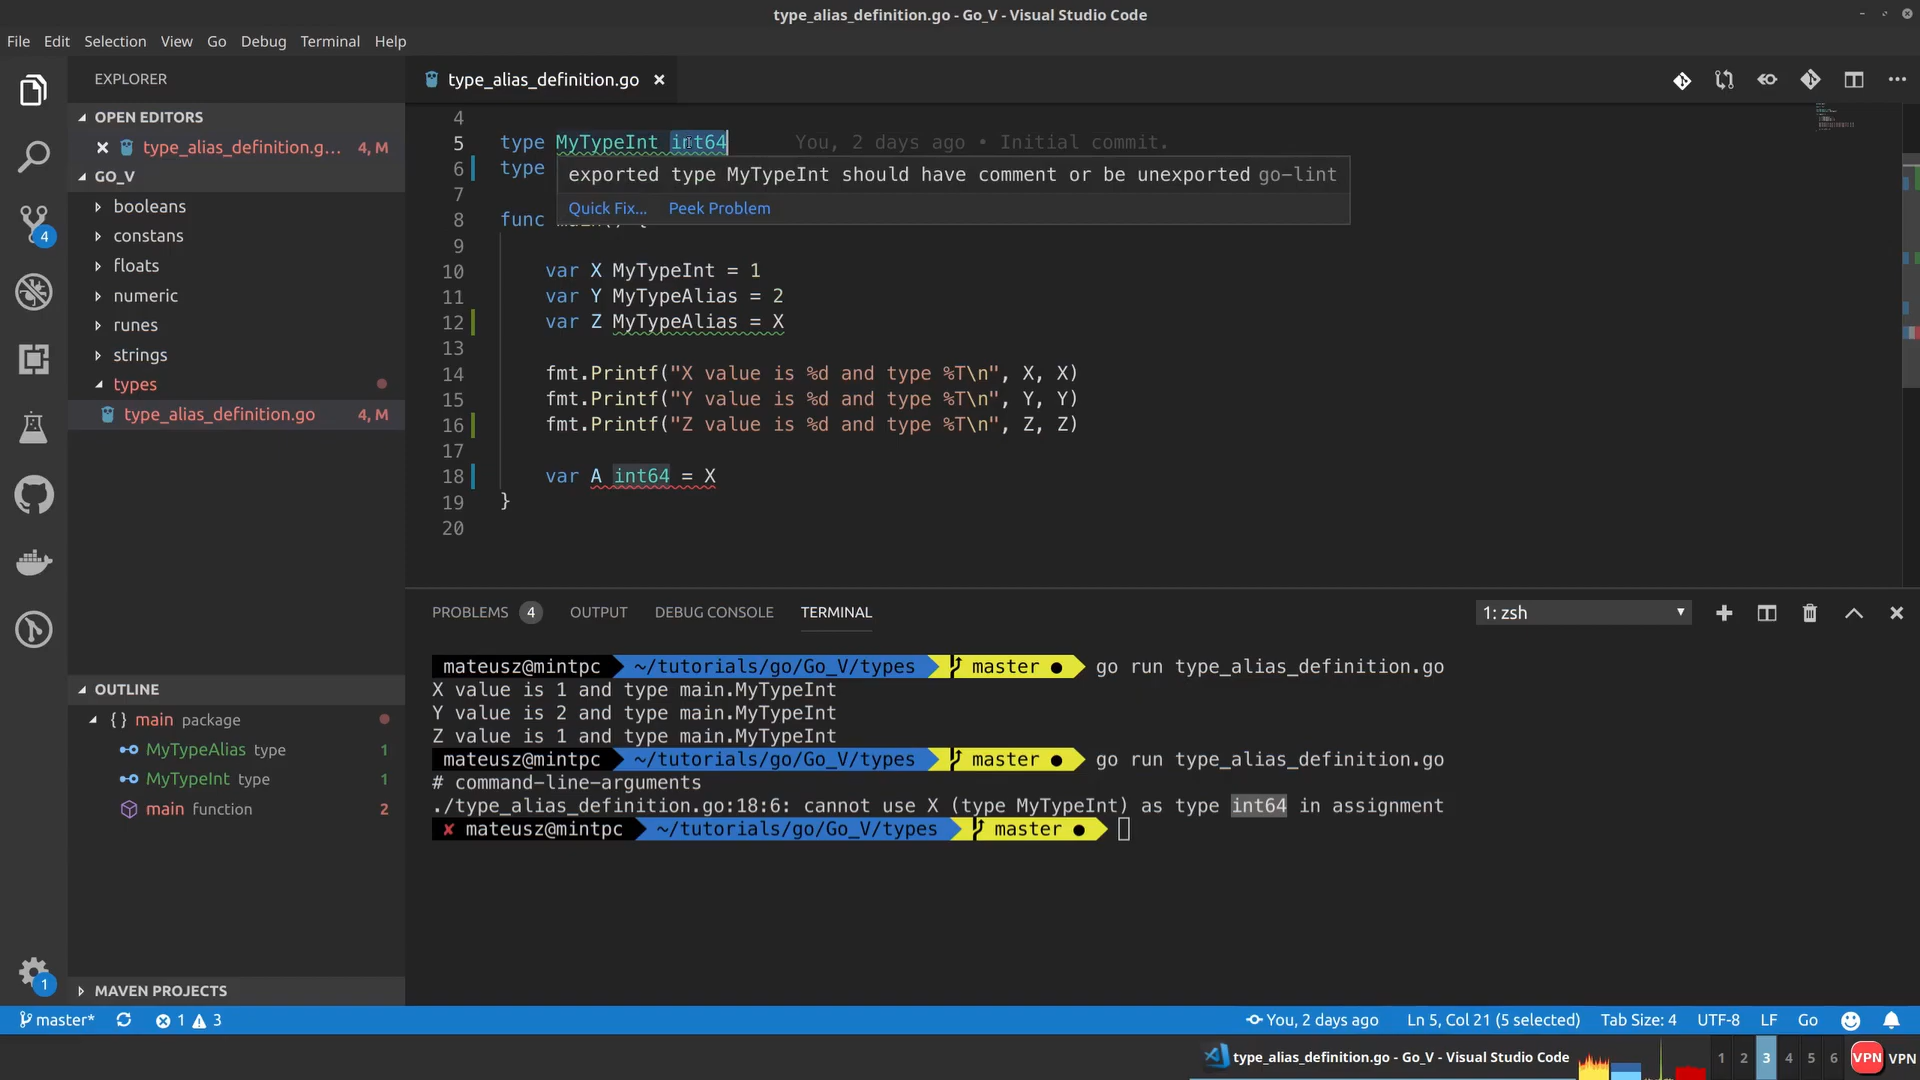 type_alias_definition.go - Go_V - Visual Studio Code
File Edit Selection View Go Debug Terminal Help
EXPLORER
OPEN EDITORS
type_alias_definition.g... 4, M
GO_V
booleans
constans
floats
numeric
runes
strings
types
type_alias_definition.go 4, M
OUTLINE
{} main package
MyTypeAlias type 1
MyTypeInt type 1
main function 2
MAVEN PROJECTS
4
1
type_alias_definition.go
4
5 type MyTypeInt int64 You, 2 days ago • Initial commit.
6 type
exported type MyTypeInt should have comment or be unexported go-lint
Quick Fix... Peek Problem
7
8 func main() {
9
10 var X MyTypeInt = 1
11 var Y MyTypeAlias = 2
12 var Z MyTypeAlias = X
13
14 fmt.Printf("X value is %d and type %T\n", X, X)
15 fmt.Printf("Y value is %d and type %T\n", Y, Y)
16 fmt.Printf("Z value is %d and type %T\n", Z, Z)
17
18 var A int64 = X
19 }
20
PROBLEMS 4 OUTPUT DEBUG CONSOLE TERMINAL 1: zsh
mateusz@mintpc ~/tutorials/go/Go_V/types master ● go run type_alias_definition.go
X value is 1 and type main.MyTypeInt
Y value is 2 and type main.MyTypeInt
Z value is 1 and type main.MyTypeInt
mateusz@mintpc ~/tutorials/go/Go_V/types master ● go run type_alias_definition.go
# command-line-arguments
./type_alias_definition.go:18:6: cannot use X (type MyTypeInt) as type int64 in assignment
✘ mateusz@mintpc ~/tutorials/go/Go_V/types master ●
master* 1 3 You, 2 days ago Ln 5, Col 21 (5 selected) Tab Size: 4 UTF-8 LF Go
type_alias_definition.go - Go_V - Visual Studio Code 1 2 3 4 5 6 VPN VPN